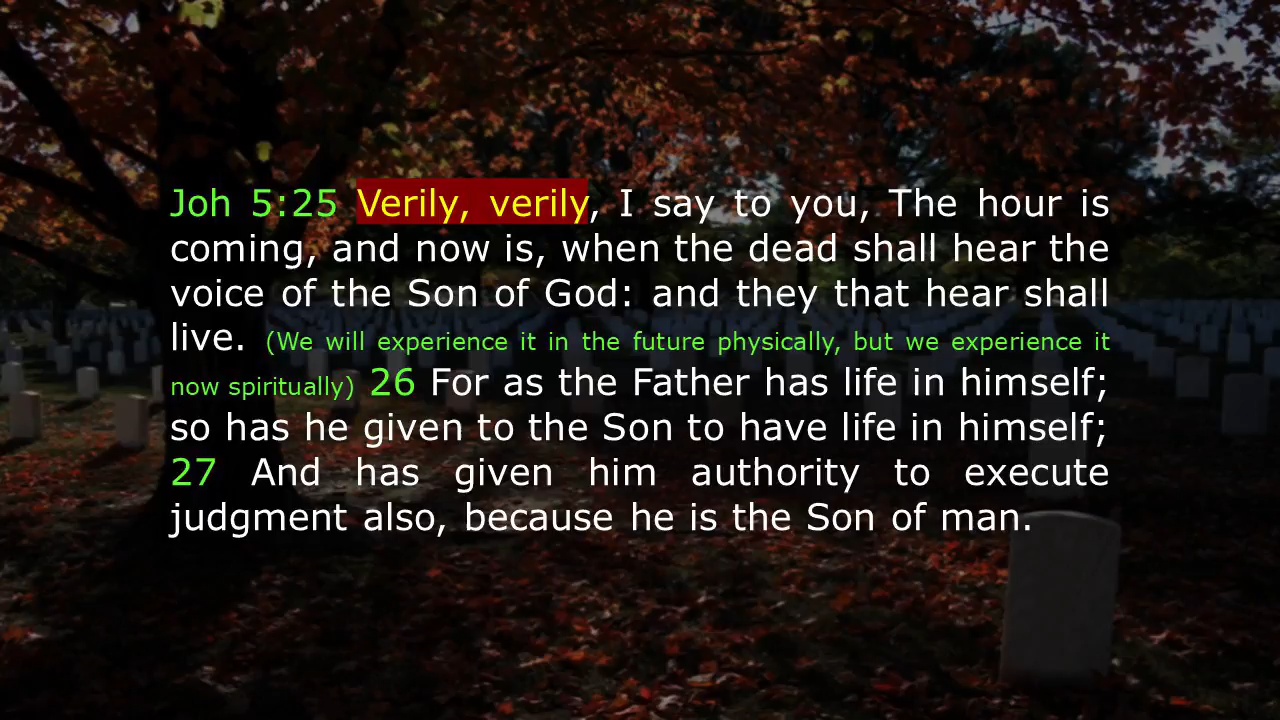 Joh 5:25 Verily, verily, I say to you, The hour is
coming, and now is, when the dead shall hear the
voice of the Son of God: and they that hear shall
live. (We will experience it in the future physically, but we experience it
now spiritually) 26 For as the Father has life in himself;
so has he given to the Son to have life in himself;
27 And has given him authority to execute
judgment also, because he is the Son of man.